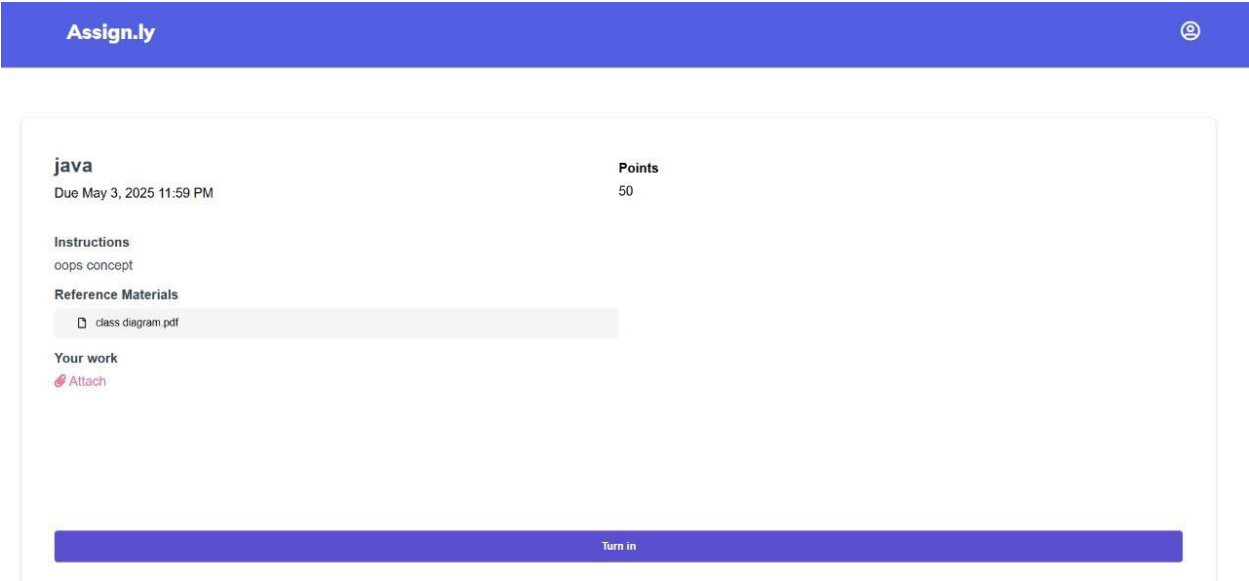 Assign.ly
java
Due May 3, 2025 11:59 PM
Points
50
Instructions
oops concept
Reference Materials
class diagram.pdf
Your work
Attach
Turn in